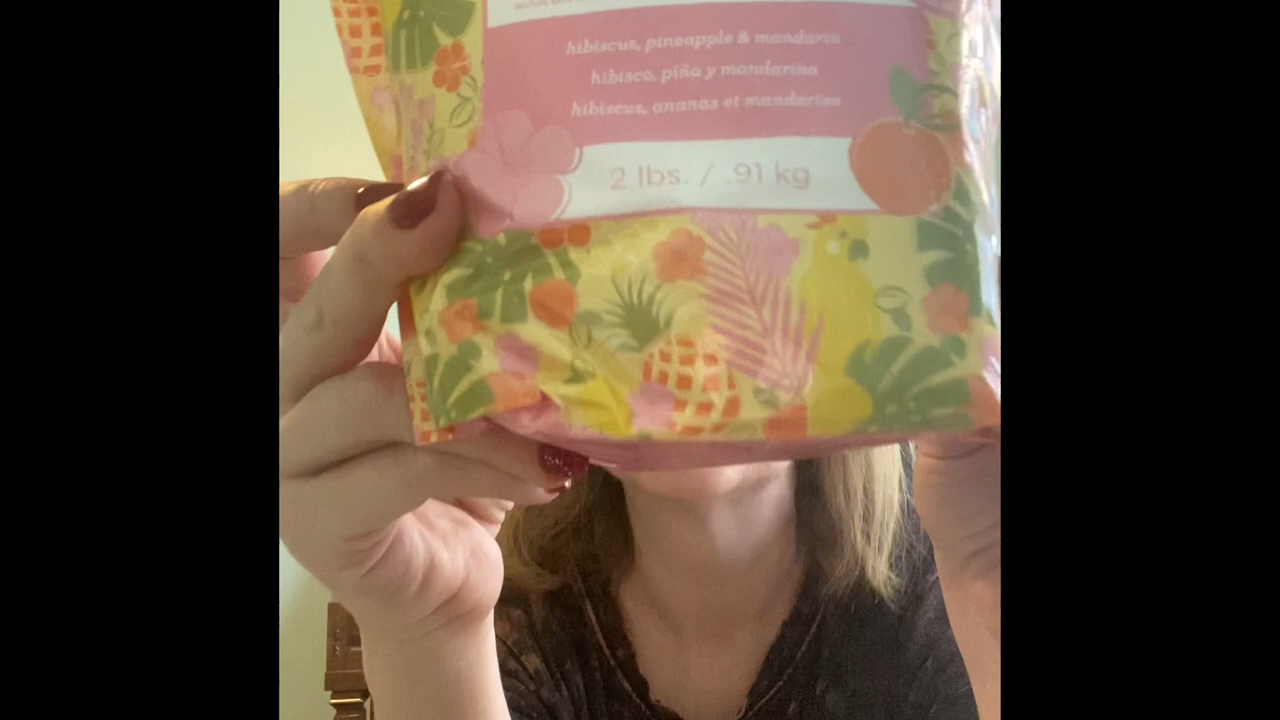 hibiscus, pineapple & mandarin
hibisco, piña y mandarina
hibiscus, ananas et mandarine
2 lbs. / .91 kg